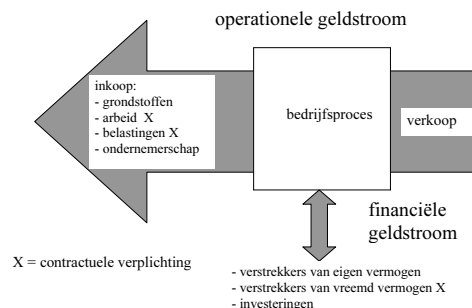 operationele geldstroom
inkoop:
- grondstoffen
- arbeid X
- belastingen X
- ondernemerschap
bedrijfsproces
verkoop
financiële
geldstroom
X = contractuele verplichting
- verstrekkers van eigen vermogen
- verstrekkers van vreemd vermogen X
- investeringen